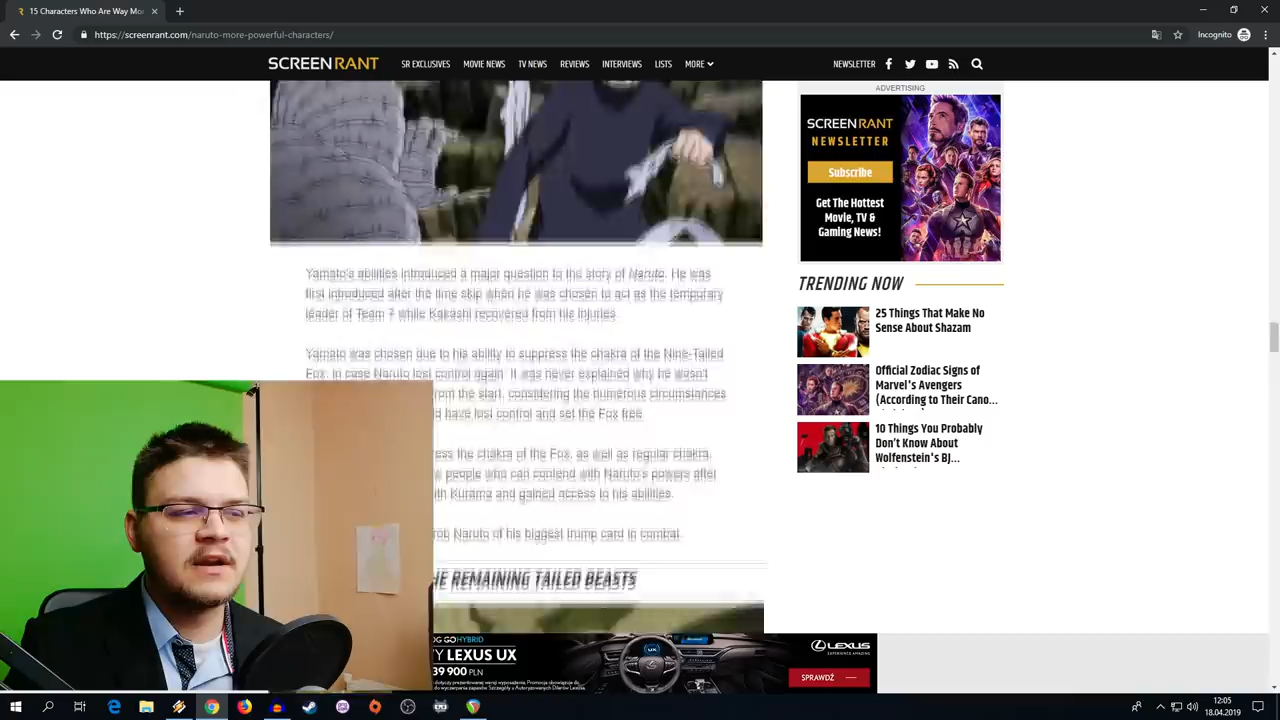 15 Characters Who Are Way Mor
https://screenrant.com/naruto-more-powerful-characters/
Incognito
SCREENRANT
SR EXCLUSIVES
MOVIE NEWS
TV NEWS
REVIEWS
INTERVIEWS
LISTS
MORE
NEWSLETTER
ADVERTISING
SCREENRANT
NEWSLETTER
Subscribe
Get The Hottest
Movie, TV &
Gaming News!
TRENDING NOW
25 Things That Make No
Sense About Shazam
Official Zodiac Signs of
Marvel's Avengers
(According to Their Cano...
10 Things You Probably
Don't Know About
Wolfenstein's BJ...
Yamato's abilities introduced a major question to the story of Naruto. He was
first introduced after the time skip when he was chosen to act as the temporary
leader of Team 7 while Kakashi recovered from his injuries.
Yamato was chosen due to his ability to suppress the chakra of the Nine-Tailed
Fox, in case Naruto lost control again. It was never explained why he wasn't
from the start, considering the numerous circumstances
have lost control and set the Fox free.
ess the chakra of the Fox, as well as regular chakra.
people who can contend with Naruto's powers after
ith Kurama and gained access to his abilities.
rob Naruto of his biggest trump card in combat.
HE REMAINING TAILED BEASTS
GO HYBRID
Y LEXUS UX
39 900 PLN
LEXUS
EXPERIENCE AMAZING
SPRAWDŹ
UX
12:05
18.04.2019